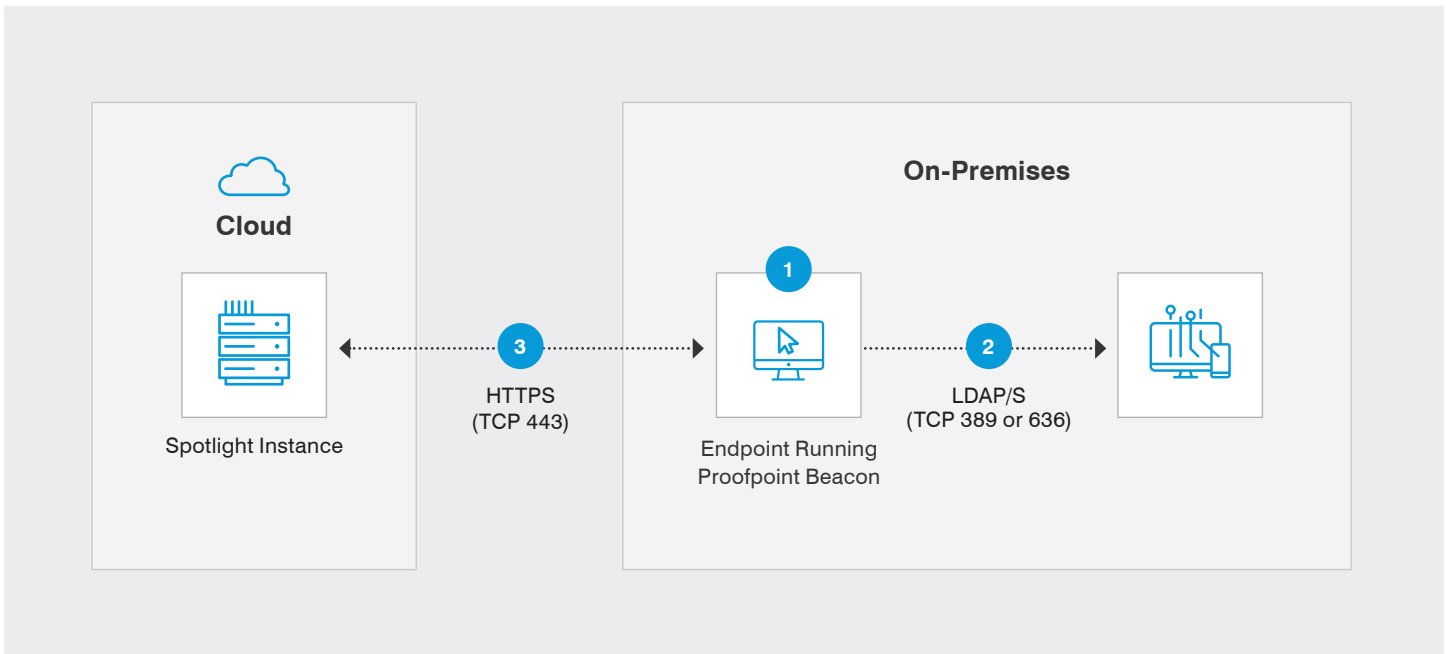 Cloud
Spotlight Instance
3
HTTPS
(TCP 443)
On-Premises
1
Endpoint Running
Proofpoint Beacon
2
LDAP/S
(TCP 389 or 636)